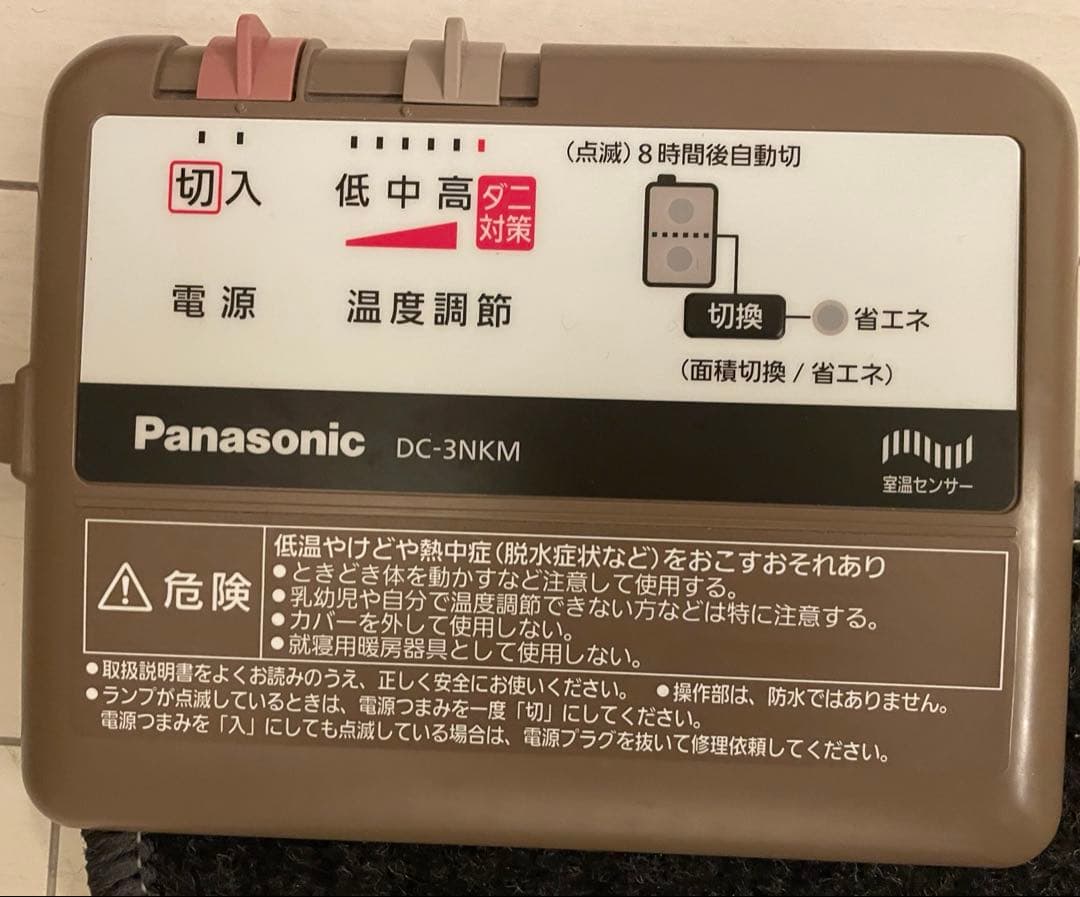 (点滅)8時間後自動切
切 入
低 中 高 ダニ対策
電源
温度調節
切換
省エネ
(面積切換/省エネ)
Panasonic DC-3NKM
室温センサー
危険
低温やけどや熱中症(脱水症状など)をおこすおそれあり
●ときどき体を動かすなど注意して使用する。
●乳幼児や自分で温度調節できない方などは特に注意する。
●カバーを外して使用しない。
●就寝用暖房器具として使用しない。
●取扱説明書をよくお読みのうえ、正しく安全にお使いください。 ●操作部は、防水ではありません。
●ランプが点滅しているときは、電源つまみを一度「切」にしてください。
電源つまみを「入」にしても点滅している場合は、電源プラグを抜いて修理依頼してください。